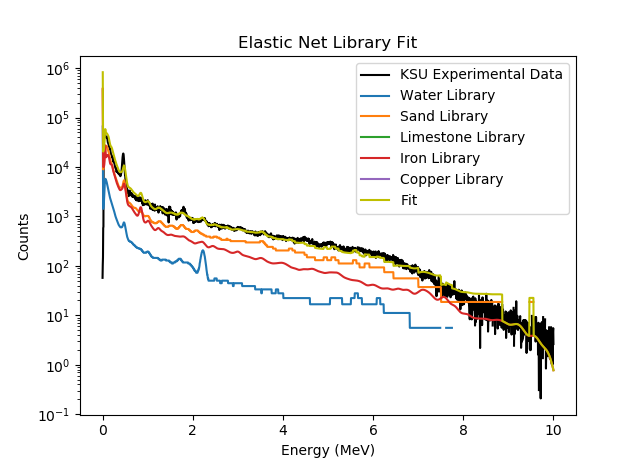 Elastic Net Library Fit
KSU Experimental Data
Water Library
Sand Library
Limestone Library
Iron Library
Copper Library
Fit
Counts
10^6
10^5
10^4
10^3
10^2
10^1
10^0
10^−1
0 2 4 6 8 10
Energy (MeV)